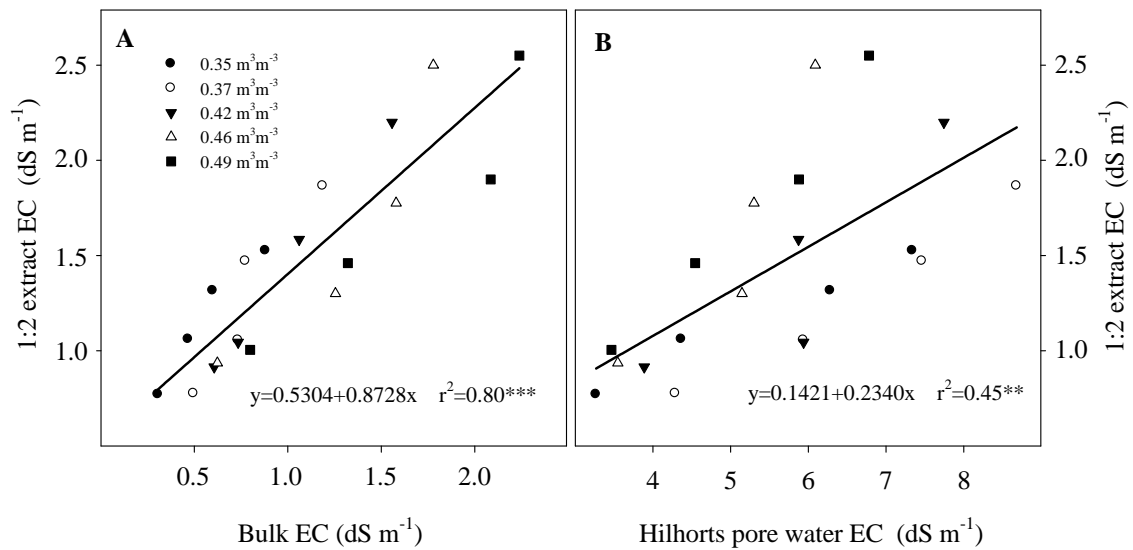 A
B
0.35 m³m⁻³
0.37 m³m⁻³
0.42 m³m⁻³
0.46 m³m⁻³
0.49 m³m⁻³
1:2 extract EC (dS m⁻¹)
2.5
2.0
1.5
1.0
y=0.5304+0.8728x r²=0.80***
0.5 1.0 1.5 2.0
Bulk EC (dS m⁻¹)
y=0.1421+0.2340x r²=0.45**
4 5 6 7 8
Hilhorts pore water EC (dS m⁻¹)
2.5
2.0
1.5
1.0
1:2 extract EC (dS m⁻¹)